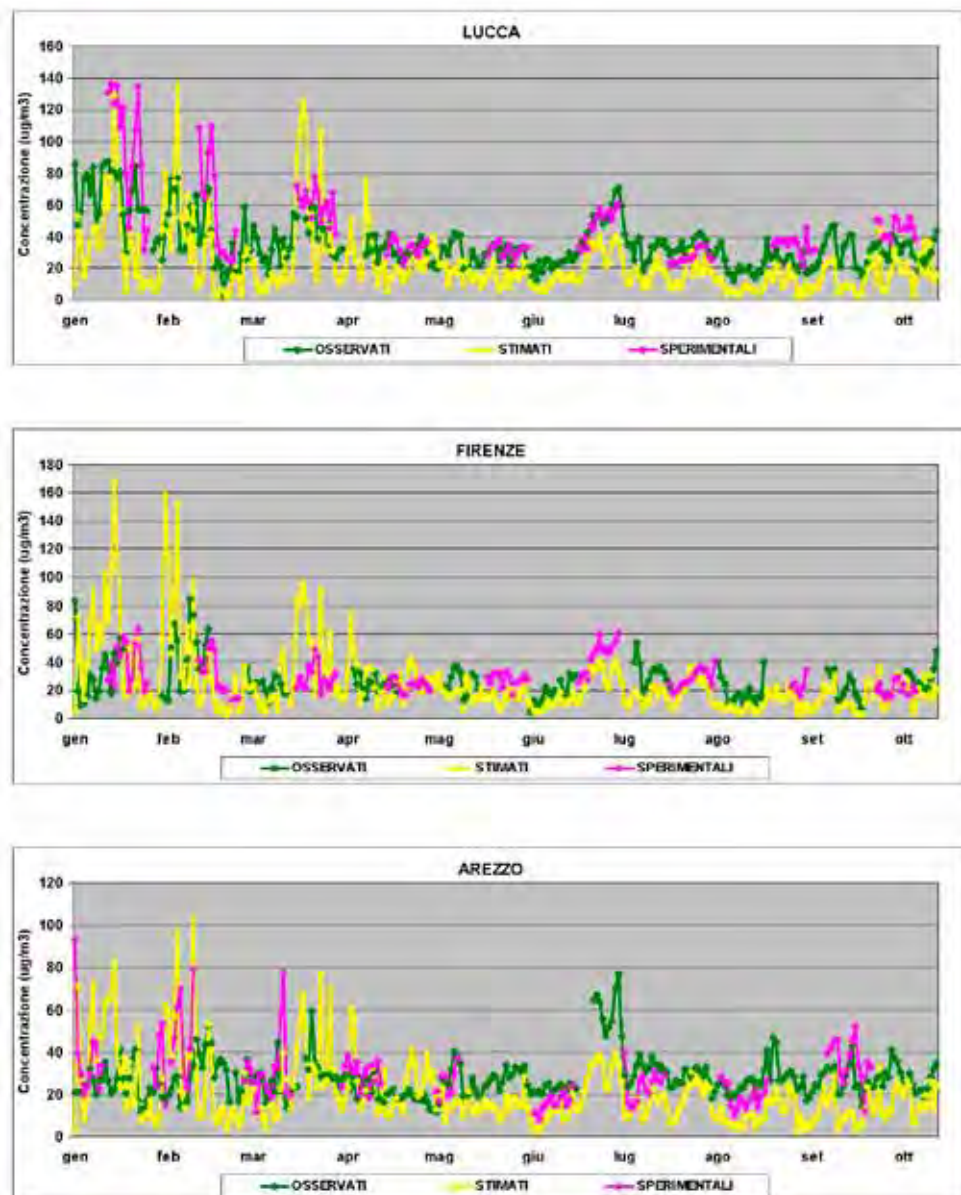 LUCCA
Concentrazione (ug/m3)
160
140
120
100
80
60
40
20
0
gen feb mar apr mag giu lug ago set ott
OSSERVATI STIMATI SPERIMENTALI
FIRENZE
Concentrazione (ug/m3)
180
160
140
120
100
80
60
40
20
0
gen feb mar apr mag giu lug ago set ott
OSSERVATI STIMATI SPERIMENTALI
AREZZO
Concentrazione (ug/m3)
120
100
80
60
40
20
0
gen feb mar apr mag giu lug ago set ott
OSSERVATI STIMATI SPERIMENTALI